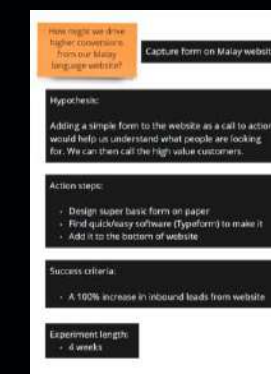 How might we drive
higher conversions
from our Malay
language website?
Capture form on Malay websit
Hypothesis:
Adding a simple form to the website as a call to action
would help us understand what people are looking
for. We can then call the high value customers.
Action steps:
- Design super basic form on paper
- Find quick/easy software (Typeform) to make it
- Add it to the bottom of website
Success criteria:
- A 100% increase in inbound leads from website
Experiment length:
- 4 weeks